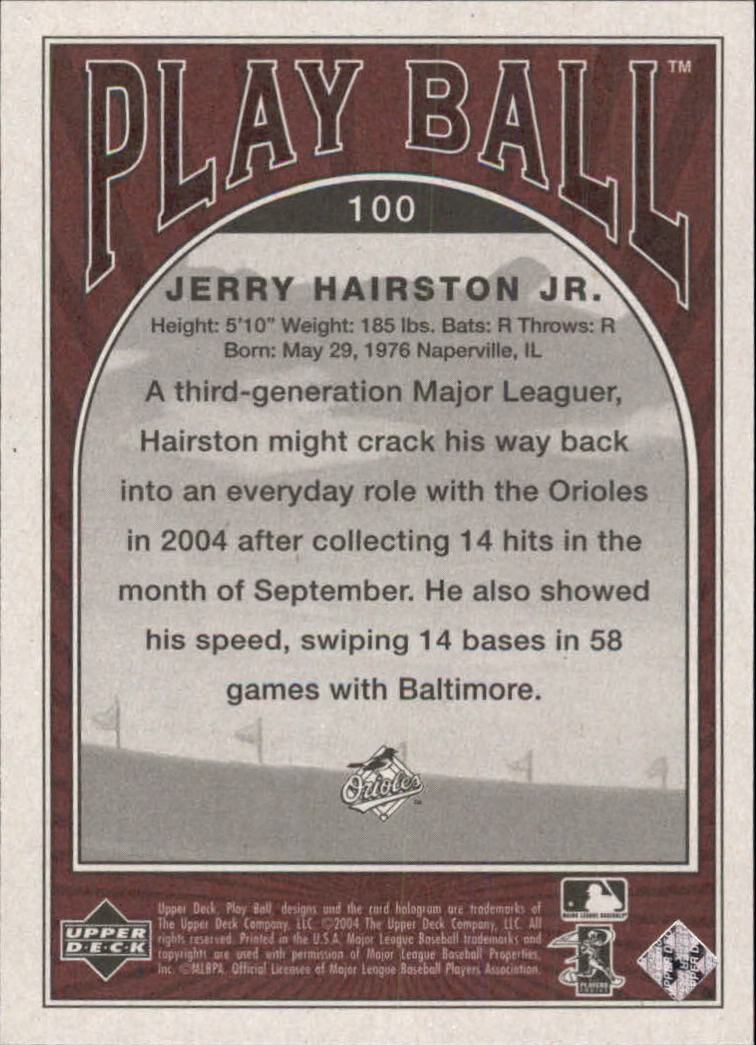 PLAY BALL™
100
JERRY HAIRSTON JR.
Height: 5'10" Weight: 185 lbs. Bats: R Throws: R
Born: May 29, 1976 Naperville, IL
A third-generation Major Leaguer,
Hairston might crack his way back
into an everyday role with the Orioles
in 2004 after collecting 14 hits in the
month of September. He also showed
his speed, swiping 14 bases in 58
games with Baltimore.
Orioles
Upper Deck, Play Ball, designs and the card hologram are trademarks of
The Upper Deck Company, LLC ©2004 The Upper Deck Company, LLC. All
rights reserved. Printed in the U.S.A. Major League Baseball trademarks and
copyrights are used with permission of Major League Baseball Properties,
Inc. ©MLBPA. Official Licensee of Major League Baseball Players Association.
UPPER
D·E·C·K
MAJOR LEAGUE BASEBALL
PLAYERS